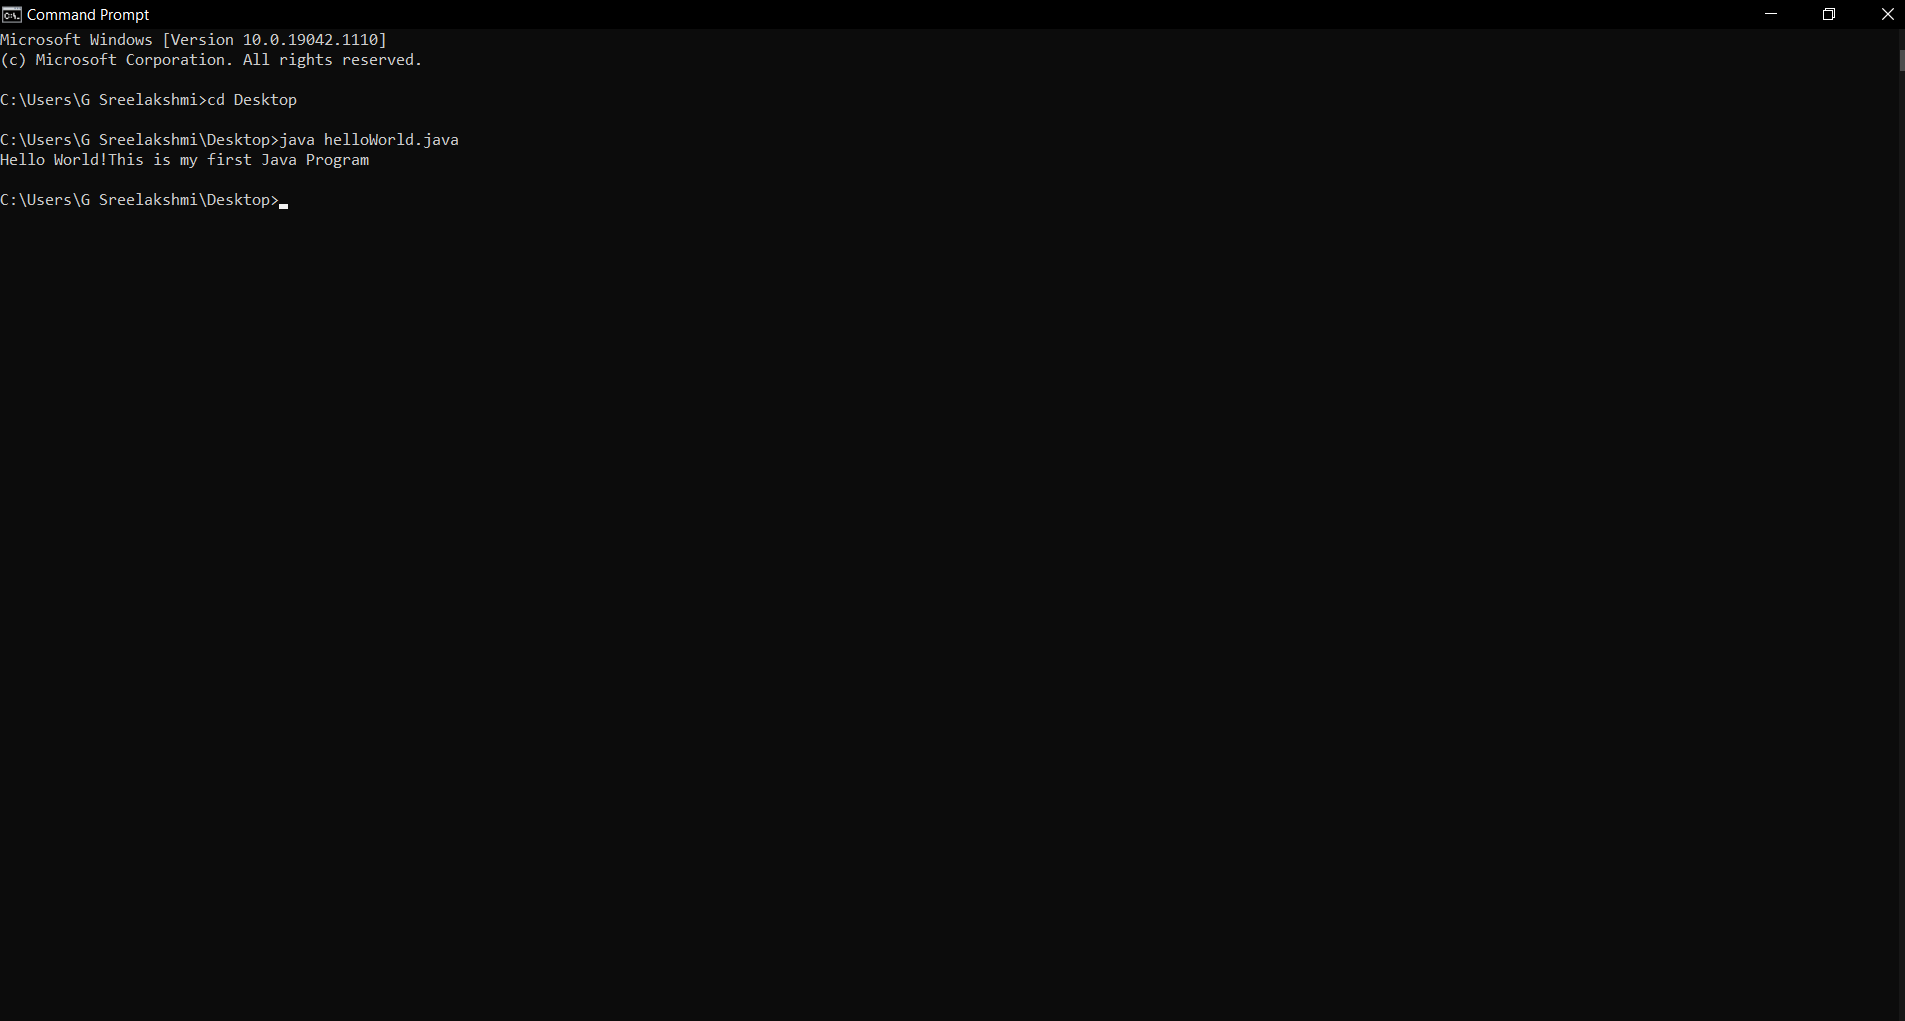 Command Prompt
Microsoft Windows [Version 10.0.19042.1110]
(c) Microsoft Corporation. All rights reserved.
C:\Users\G Sreelakshmi>cd Desktop
C:\Users\G Sreelakshmi\Desktop>java helloWorld.java
Hello World!This is my first Java Program
C:\Users\G Sreelakshmi\Desktop>